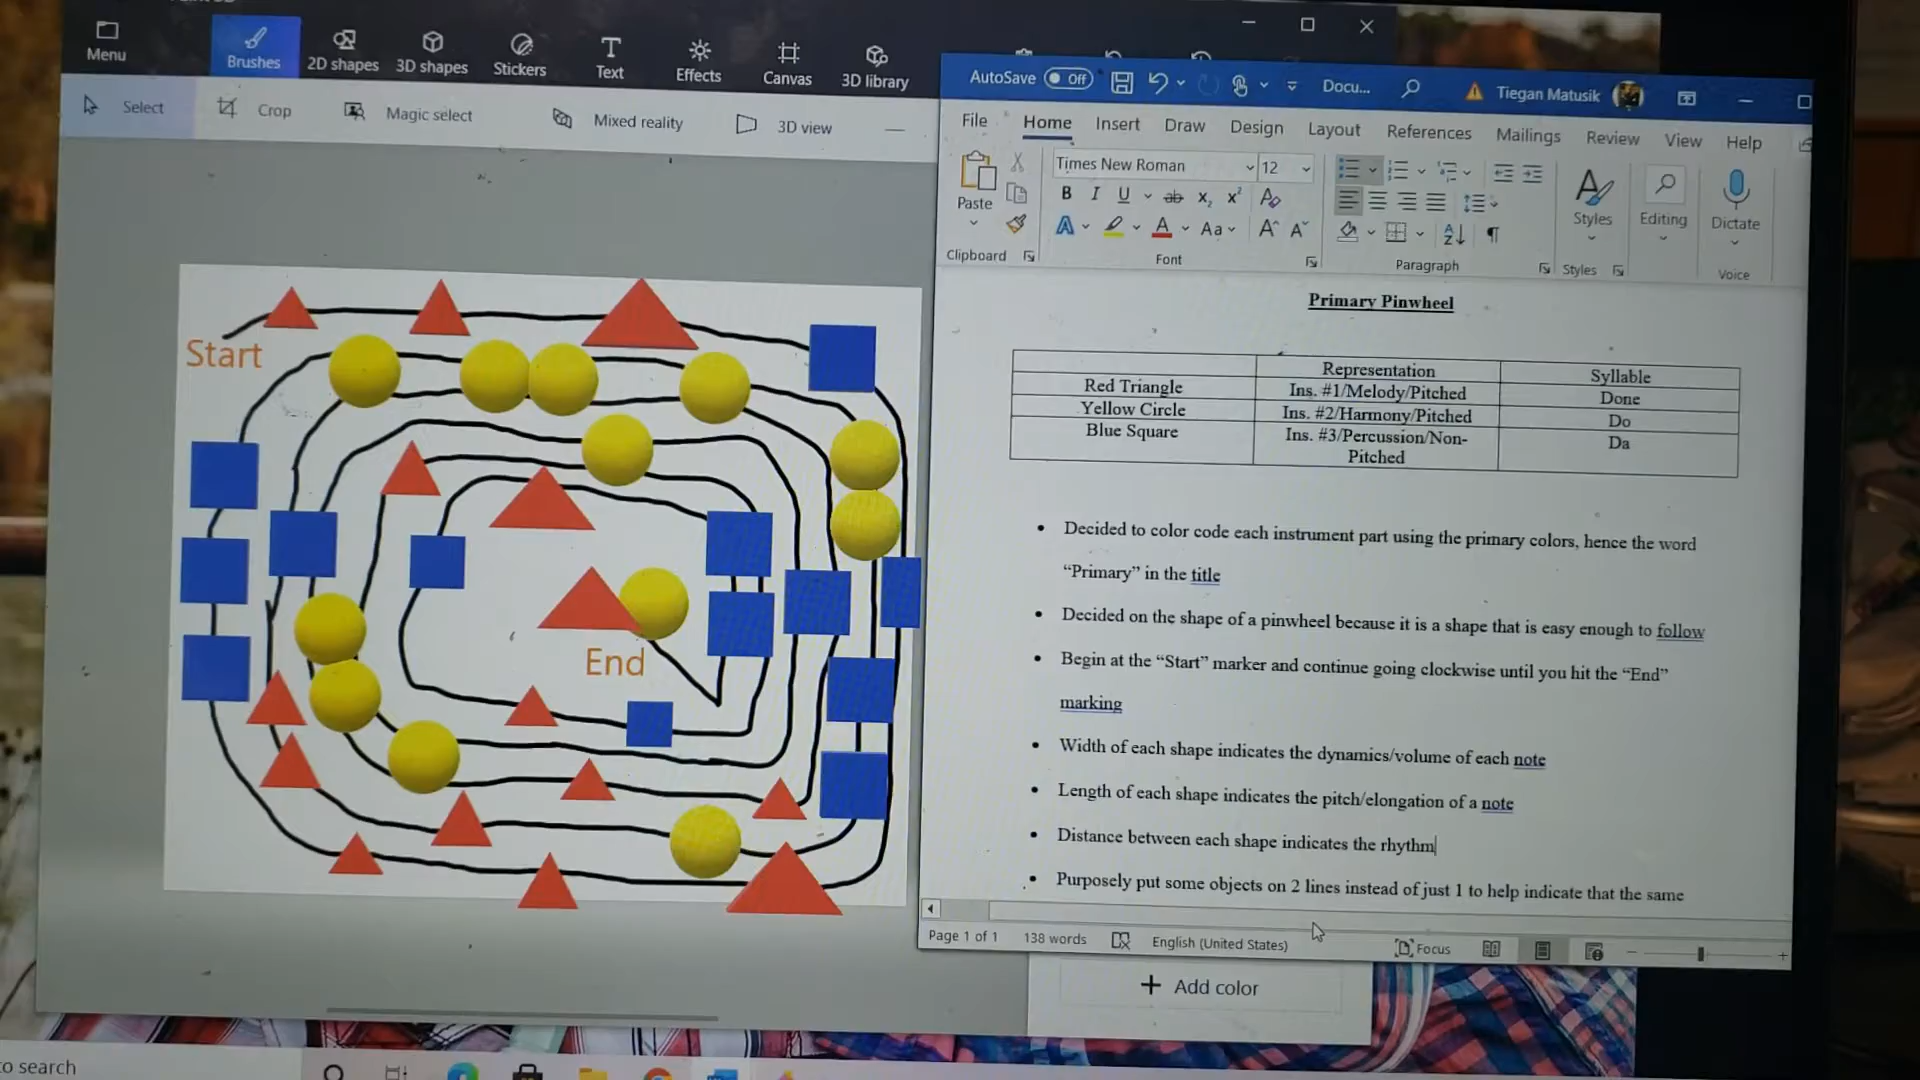 Menu
Brushes
2D shapes
3D shapes
Stickers
Text
Effects
Canvas
3D library
Select
Crop
Magic select
Mixed reality
3D view
Start
End
AutoSave Off
Docu...
Tiegan Matusik
File
Home
Insert
Draw
Design
Layout
References
Mailings
Review
View
Help
Paste
Times New Roman
12
Styles
Editing
Dictate
Clipboard
Font
Paragraph
Styles
Voice
Primary Pinwheel
Representation Syllable
Red Triangle Ins. #1/Melody/Pitched Done
Yellow Circle Ins. #2/Harmony/Pitched Do
Blue Square Ins. #3/Percussion/Non-
Pitched Da
• Decided to color code each instrument part using the primary colors, hence the word
“Primary” in the title
• Decided on the shape of a pinwheel because it is a shape that is easy enough to follow
• Begin at the “Start” marker and continue going clockwise until you hit the “End”
marking
• Width of each shape indicates the dynamics/volume of each note
• Length of each shape indicates the pitch/elongation of a note
• Distance between each shape indicates the rhythm
• Purposely put some objects on 2 lines instead of just 1 to help indicate that the same
Page 1 of 1
138 words
English (United States)
Focus
+ Add color
to search